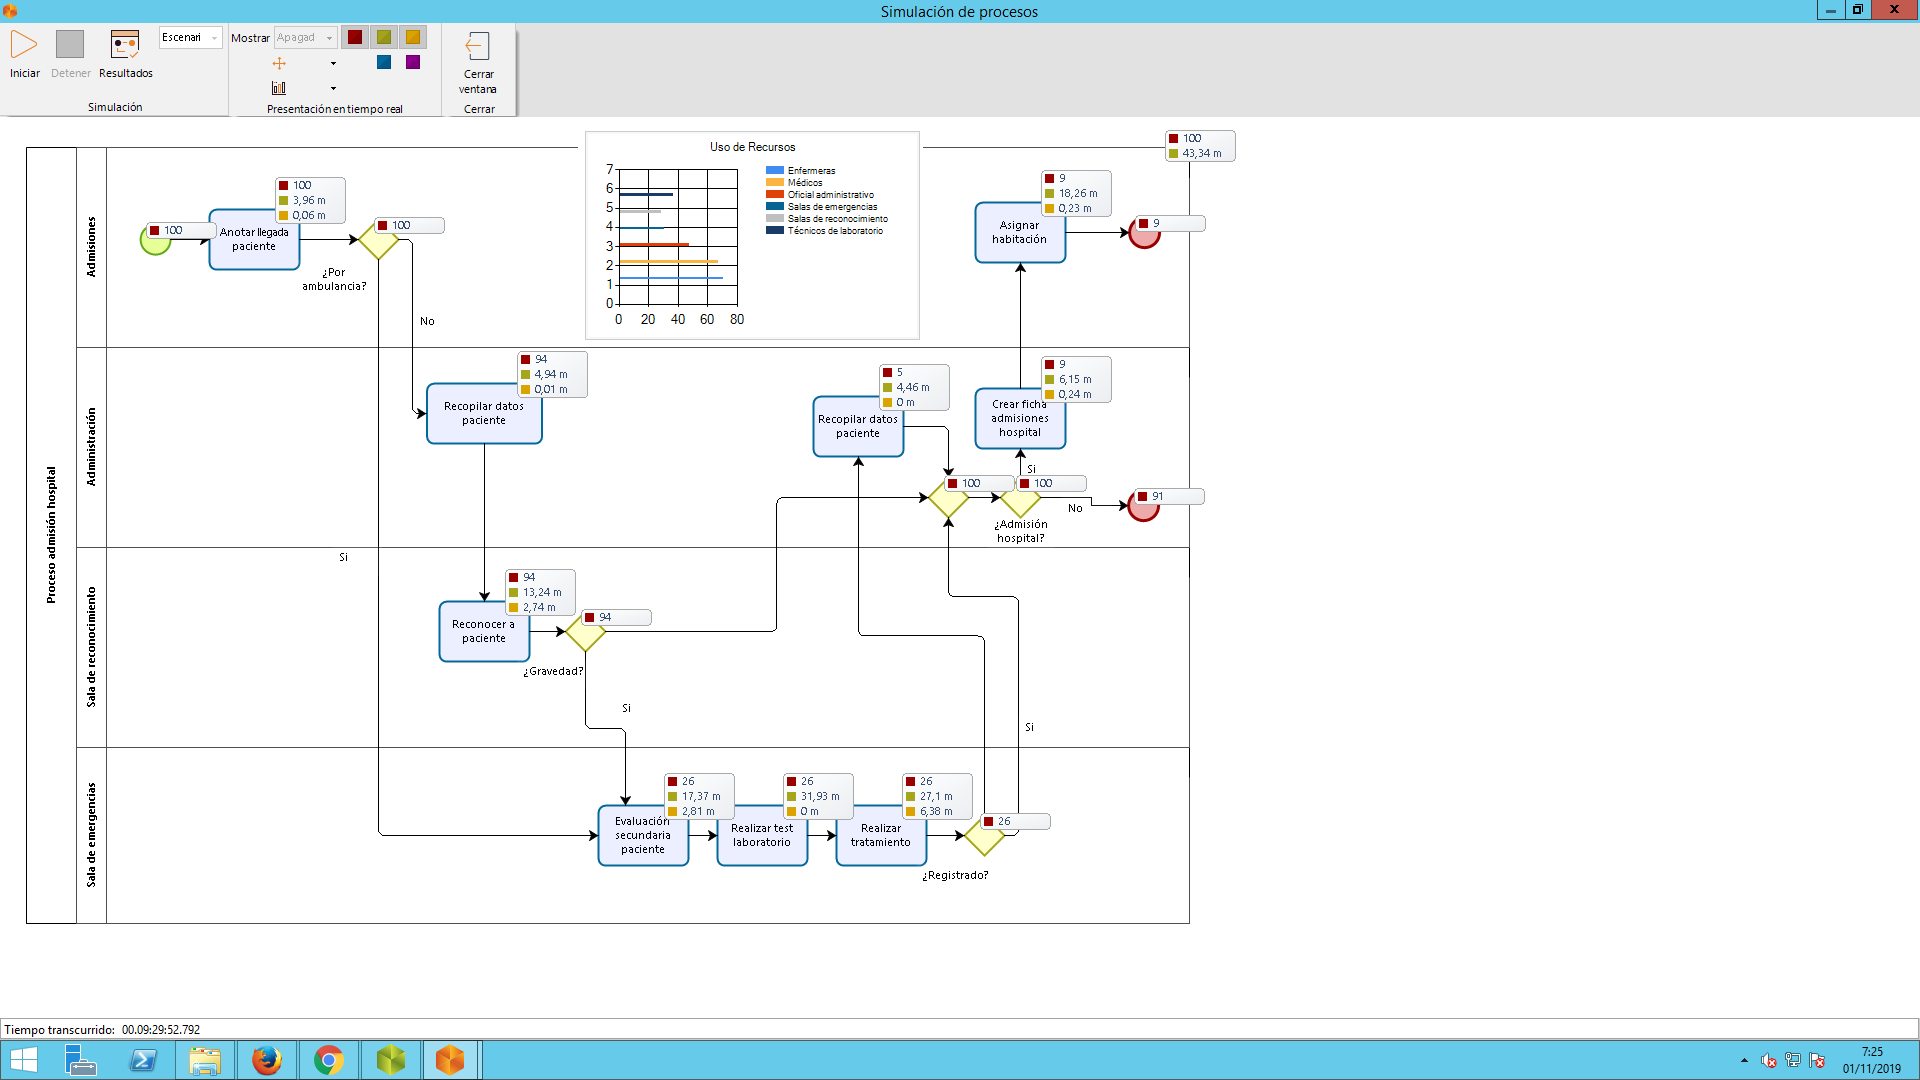 Simulación de procesos
Iniciar
Detener
Resultados
Escenari
Simulación
Mostrar
Apagad
Presentación en tiempo real
Cerrar
ventana
Cerrar
100
43,34 m
Proceso admisión hospital
Admisiones
100
Anotar llegada
paciente
100
3,96 m
0,06 m
100
¿Por
ambulancia?
No
Si
Uso de Recursos
7
6
5
4
3
2
1
0
0 20 40 60 80
Enfermeras
Médicos
Oficial administrativo
Salas de emergencias
Salas de reconocimiento
Técnicos de laboratorio
9
18,26 m
0,23 m
Asignar
habitación
9
Administración
94
4,94 m
0,01 m
Recopilar datos
paciente
5
4,46 m
0 m
Recopilar datos
paciente
9
6,15 m
0,24 m
Crear ficha
admisiones
hospital
Si
100
100
¿Admisión
hospital?
No
91
Sala de reconocimiento
94
13,24 m
2,74 m
Reconocer a
paciente
94
¿Gravedad?
Si
Si
Sala de emergencias
26
17,37 m
2,81 m
Evaluación
secundaria
paciente
26
31,93 m
0 m
Realizar test
laboratorio
26
27,1 m
6,38 m
Realizar
tratamiento
26
¿Registrado?
Tiempo transcurrido: 00.09:29:52.792
7:25
01/11/2019